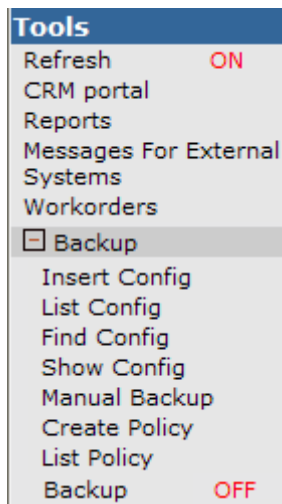 Tools
Refresh ON
CRM portal
Reports
Messages For External
Systems
Workorders
Backup
Insert Config
List Config
Find Config
Show Config
Manual Backup
Create Policy
List Policy
Backup OFF